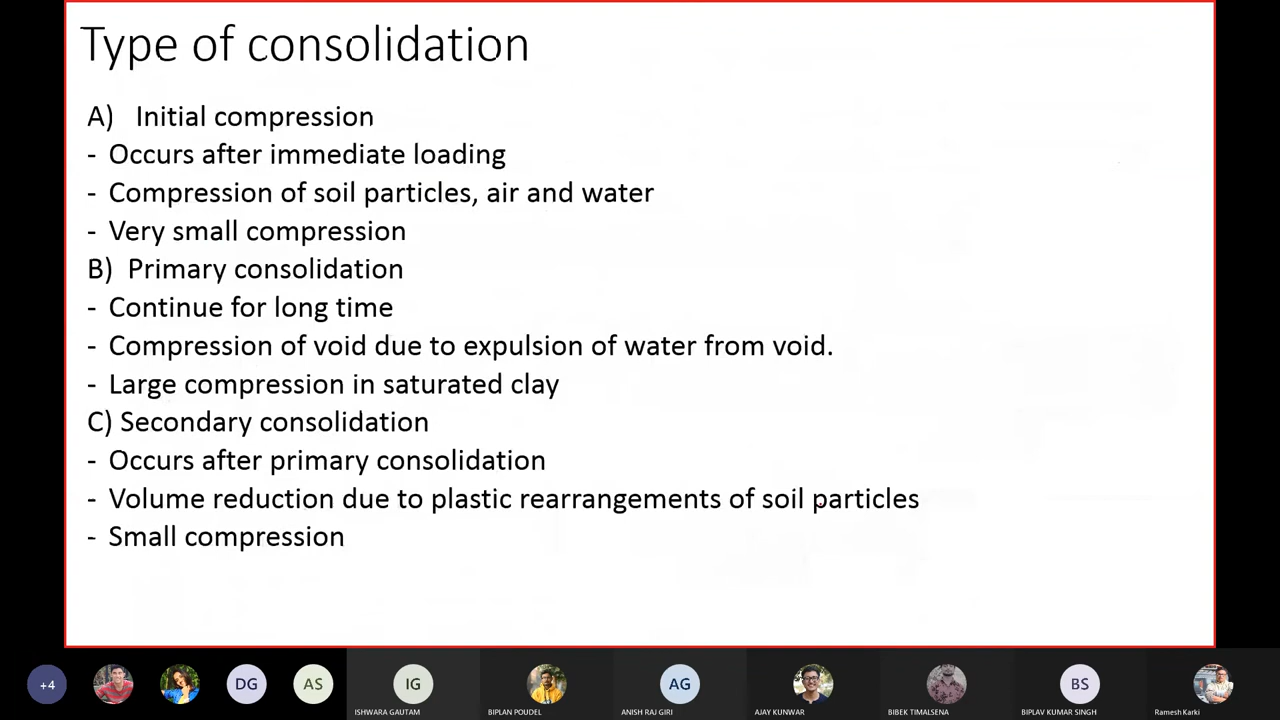 Type of consolidation
A) Initial compression
- Occurs after immediate loading
- Compression of soil particles, air and water
- Very small compression
B) Primary consolidation
- Continue for long time
- Compression of void due to expulsion of water from void.
- Large compression in saturated clay
C) Secondary consolidation
- Occurs after primary consolidation
- Volume reduction due to plastic rearrangements of soil particles
- Small compression
+4 DG AS IG AG BS
ISHWARA GAUTAM BIPLAN POUDEL ANISH RAJ GIRI AJAY KUNWAR BIBEK TIMALSENA BIPLAV KUMAR SINGH Ramesh Karki